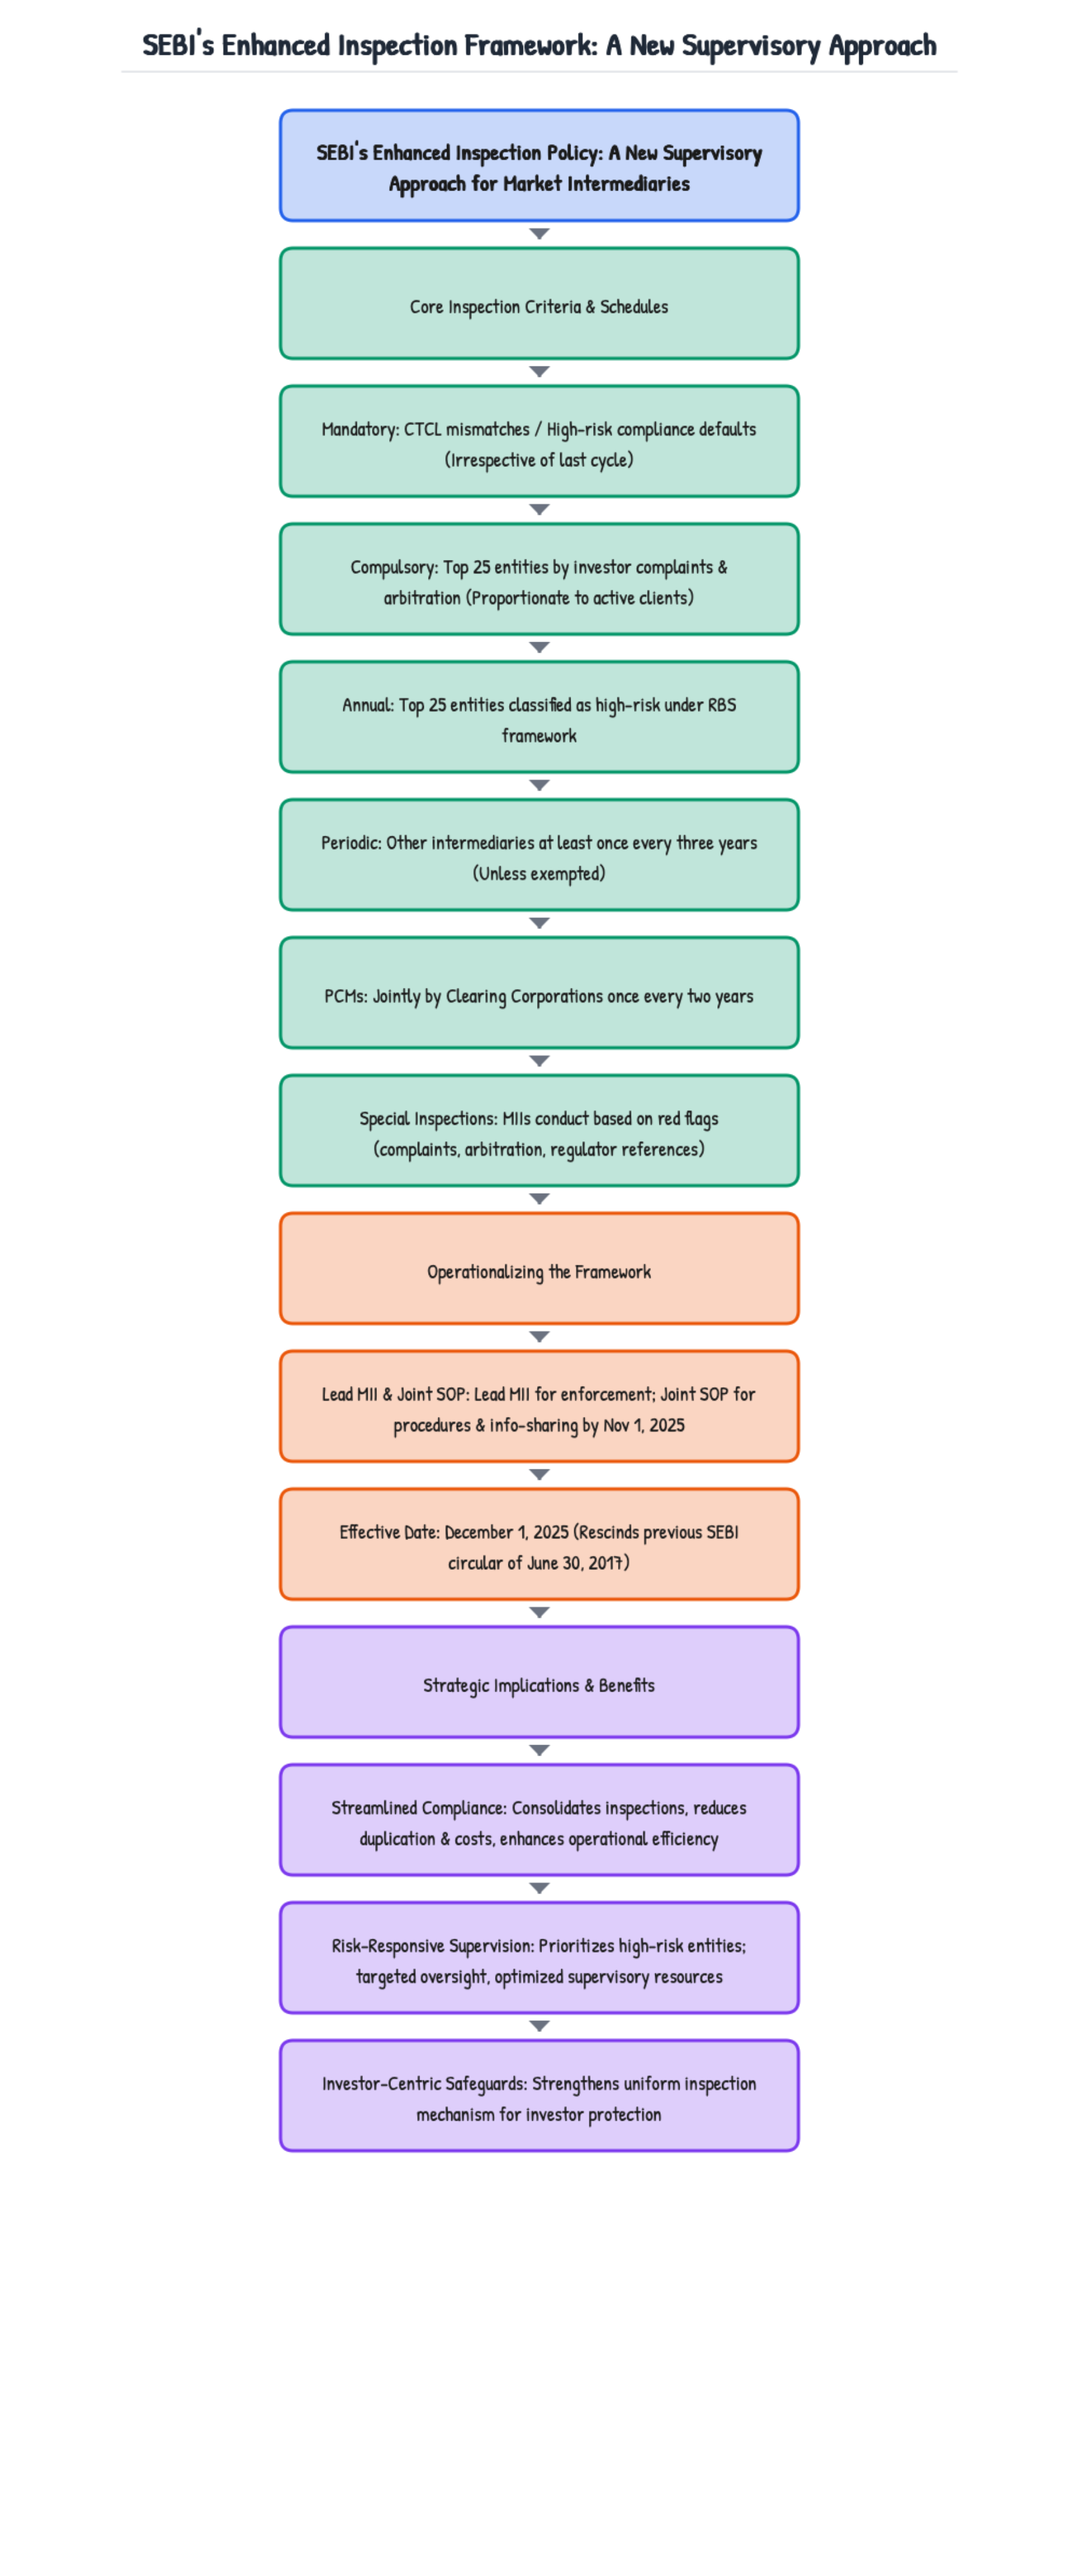 SEBI's Enhanced Inspection Framework: A New Supervisory Approach
SEBI's Enhanced Inspection Policy: A New Supervisory
Approach for Market Intermediaries
Core Inspection Criteria & Schedules
Mandatory: CTCL mismatches / High-risk compliance defaults
(Irrespective of last cycle)
Compulsory: Top 25 entities by investor complaints &
arbitration (Proportionate to active clients)
Annual: Top 25 entities classified as high-risk under RBS
framework
Periodic: Other intermediaries at least once every three years
(Unless exempted)
PCMs: Jointly by Clearing Corporations once every two years
Special Inspections: MIIs conduct based on red flags
(complaints, arbitration, regulator references)
Operationalizing the Framework
Lead MII & Joint SOP: Lead MII for enforcement; Joint SOP for
procedures & info-sharing by Nov 1, 2025
Effective Date: December 1, 2025 (Rescinds previous SEBI
circular of June 30, 2017)
Strategic Implications & Benefits
Streamlined Compliance: Consolidates inspections, reduces
duplication & costs, enhances operational efficiency
Risk-Responsive Supervision: Prioritizes high-risk entities;
targeted oversight, optimized supervisory resources
Investor-Centric Safeguards: Strengthens uniform inspection
mechanism for investor protection